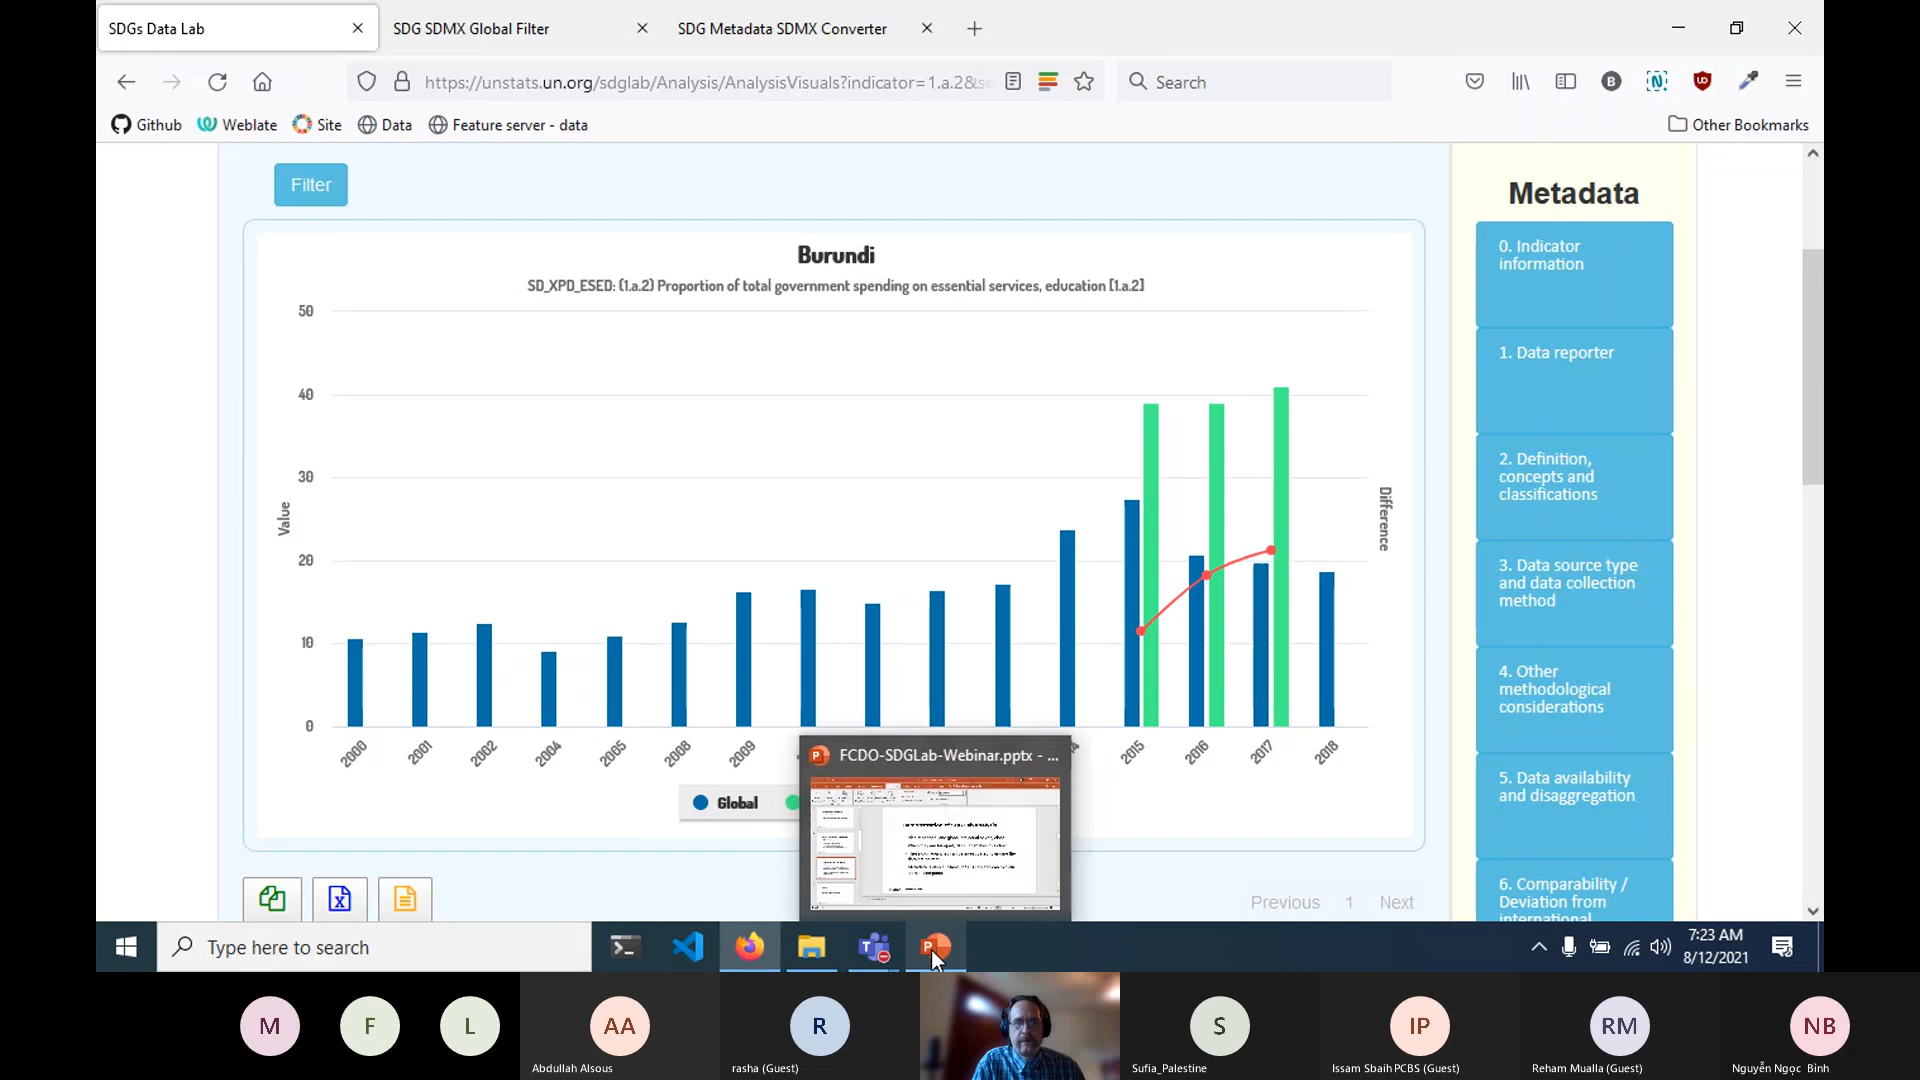 SDGs Data Lab
SDG SDMX Global Filter
SDG Metadata SDMX Converter
https://unstats.un.org/sdglab/Analysis/AnalysisVisuals?indicator=1.a.2&se
Search
Github
Weblate
Site
Data
Feature server - data
Other Bookmarks
Filter
Burundi
SD_XPD_ESED: (1.a.2) Proportion of total government spending on essential services, education [1.a.2]
50
40
30
20
10
0
Value
Difference
2000
2001
2002
2004
2005
2008
2009
2015
2016
2017
2018
Global
Previous
1
Next
Metadata
0. Indicator
information
1. Data reporter
2. Definition,
concepts and
classifications
3. Data source type
and data collection
method
4. Other
methodological
considerations
5. Data availability
and disaggregation
6. Comparability /
Deviation from
international
FCDO-SDGLab-Webinar.pptx - ...
Type here to search
7:23 AM
8/12/2021
M
F
L
AA
Abdullah Alsous
R
rasha (Guest)
S
Sufia_Palestine
IP
Issam Sbaih PCBS (Guest)
RM
Reham Mualla (Guest)
NB
Nguyễn Ngọc Bình